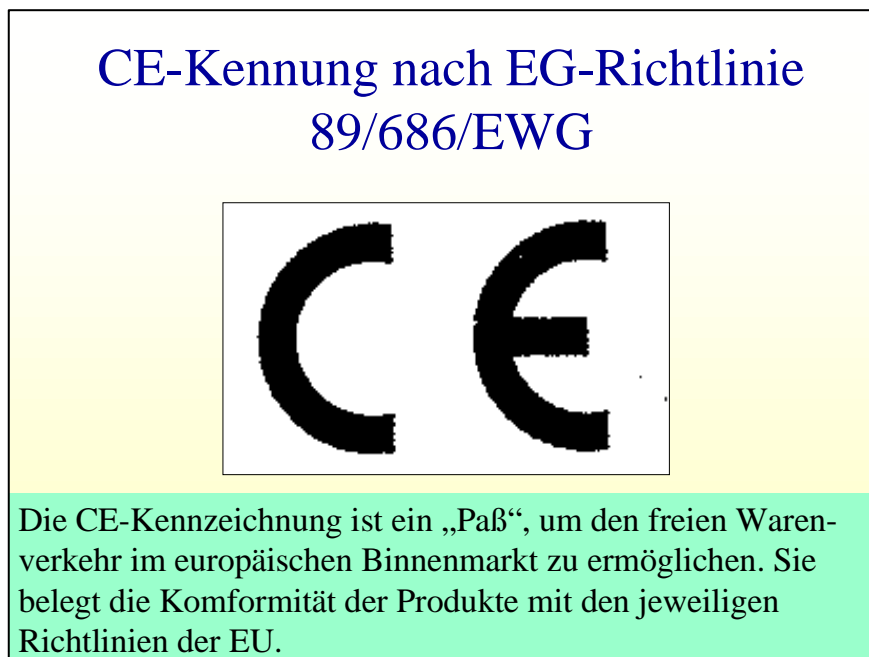 CE-Kennung nach EG-Richtlinie
89/686/EWG
CE
Die CE-Kennzeichnung ist ein „Paß“, um den freien Waren-
verkehr im europäischen Binnenmarkt zu ermöglichen. Sie
belegt die Komformität der Produkte mit den jeweiligen
Richtlinien der EU.